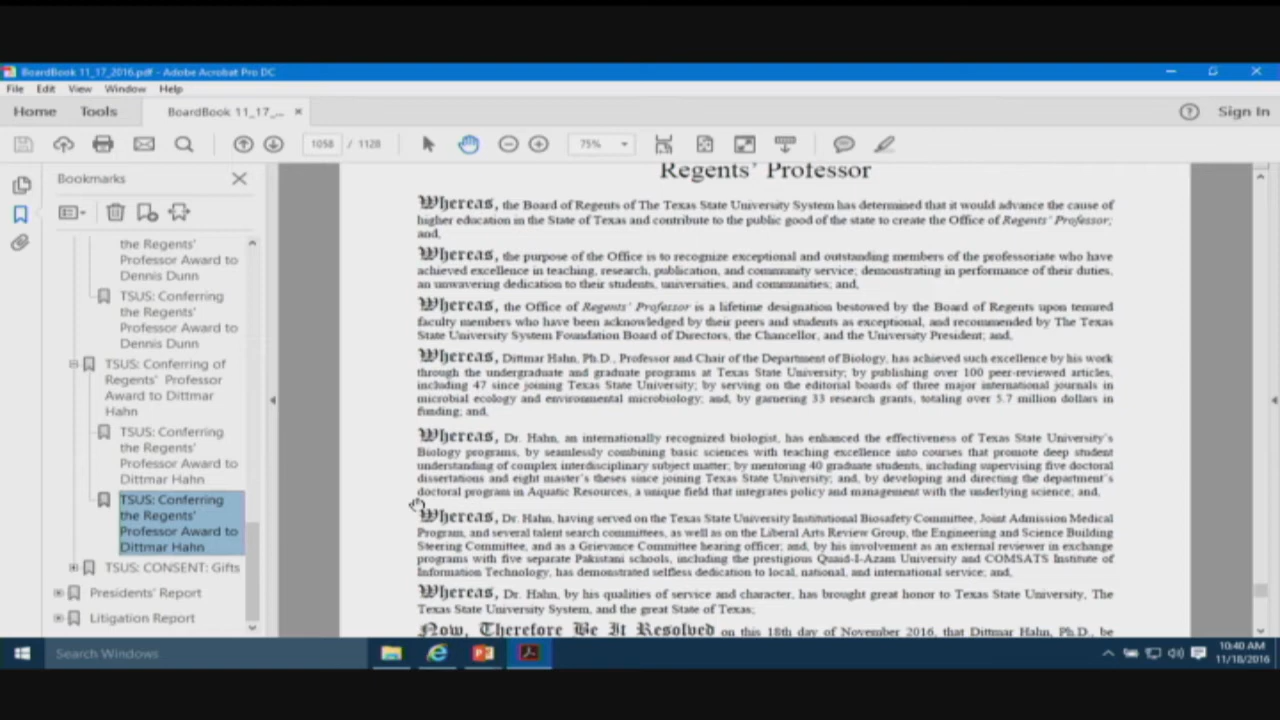 BoardBook 11_17_2016.pdf - Adobe Acrobat Pro DC
File Edit View Window Help
Home Tools BoardBook 11_17_... × Sign In
1058 / 1128 75%
Bookmarks
the Regents'
Professor Award to
Dennis Dunn
TSUS: Conferring
the Regents'
Professor Award to
Dennis Dunn
TSUS: Conferring of
Regents' Professor
Award to Dittmar
Hahn
TSUS: Conferring
the Regents'
Professor Award to
Dittmar Hahn
TSUS: Conferring
the Regents'
Professor Award to
Dittmar Hahn
TSUS: CONSENT: Gifts
Presidents' Report
Litigation Report
Regents' Professor
Whereas, the Board of Regents of The Texas State University System has determined that it would advance the cause of
higher education in the State of Texas and contribute to the public good of the state to create the Office of Regents' Professor;
and,
Whereas, the purpose of the Office is to recognize exceptional and outstanding members of the professoriate who have
achieved excellence in teaching, research, publication, and community service; demonstrating in performance of their duties,
an unwavering dedication to their students, universities, and communities; and,
Whereas, the Office of Regents' Professor is a lifetime designation bestowed by the Board of Regents upon tenured
faculty members who have been acknowledged by their peers and students as exceptional, and recommended by The Texas
State University System Foundation Board of Directors, the Chancellor, and the University President; and,
Whereas, Dittmar Hahn, Ph.D., Professor and Chair of the Department of Biology, has achieved such excellence by his work
through the undergraduate and graduate programs at Texas State University; by publishing over 100 peer-reviewed articles,
including 47 since joining Texas State University; by serving on the editorial boards of three major international journals in
microbial ecology and environmental microbiology; and, by garnering 33 research grants, totaling over 5.7 million dollars in
funding; and,
Whereas, Dr. Hahn, an internationally recognized biologist, has enhanced the effectiveness of Texas State University's
Biology programs, by seamlessly combining basic sciences with teaching excellence into courses that promote deep student
understanding of complex interdisciplinary subject matter; by mentoring 40 graduate students, including supervising five doctoral
dissertations and eight master's theses since joining Texas State University; and, by developing and directing the department's
doctoral program in Aquatic Resources, a unique field that integrates policy and management with the underlying science; and,
Whereas, Dr. Hahn, having served on the Texas State University Institutional Biosafety Committee, Joint Admission Medical
Program, and several talent search committees, as well as on the Liberal Arts Review Group, the Engineering and Science Building
Steering Committee, and as a Grievance Committee hearing officer; and, by his involvement as an external reviewer in exchange
programs with five separate Pakistani schools, including the prestigious Quaid-I-Azam University and COMSATS Institute of
Information Technology, has demonstrated selfless dedication to local, national, and international service; and,
Whereas, Dr. Hahn, by his qualities of service and character, has brought great honor to Texas State University, The
Texas State University System, and the great State of Texas;
Now, Therefore Be It Resolved on this 18th day of November 2016, that Dittmar Hahn, Ph.D., be
Search Windows
10:40 AM
11/18/2016